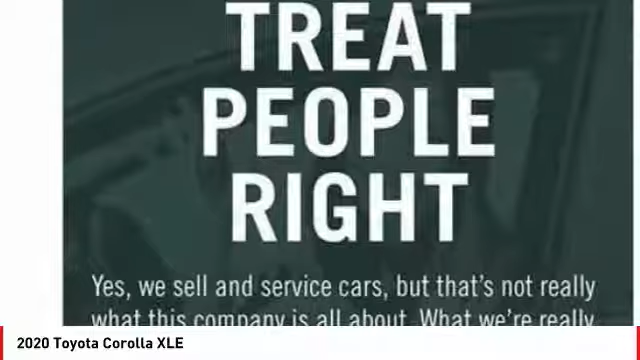 TREAT
PEOPLE
RIGHT
Yes, we sell and service cars, but that's not really
what this company is all about. What we're really
2020 Toyota Corolla XLE